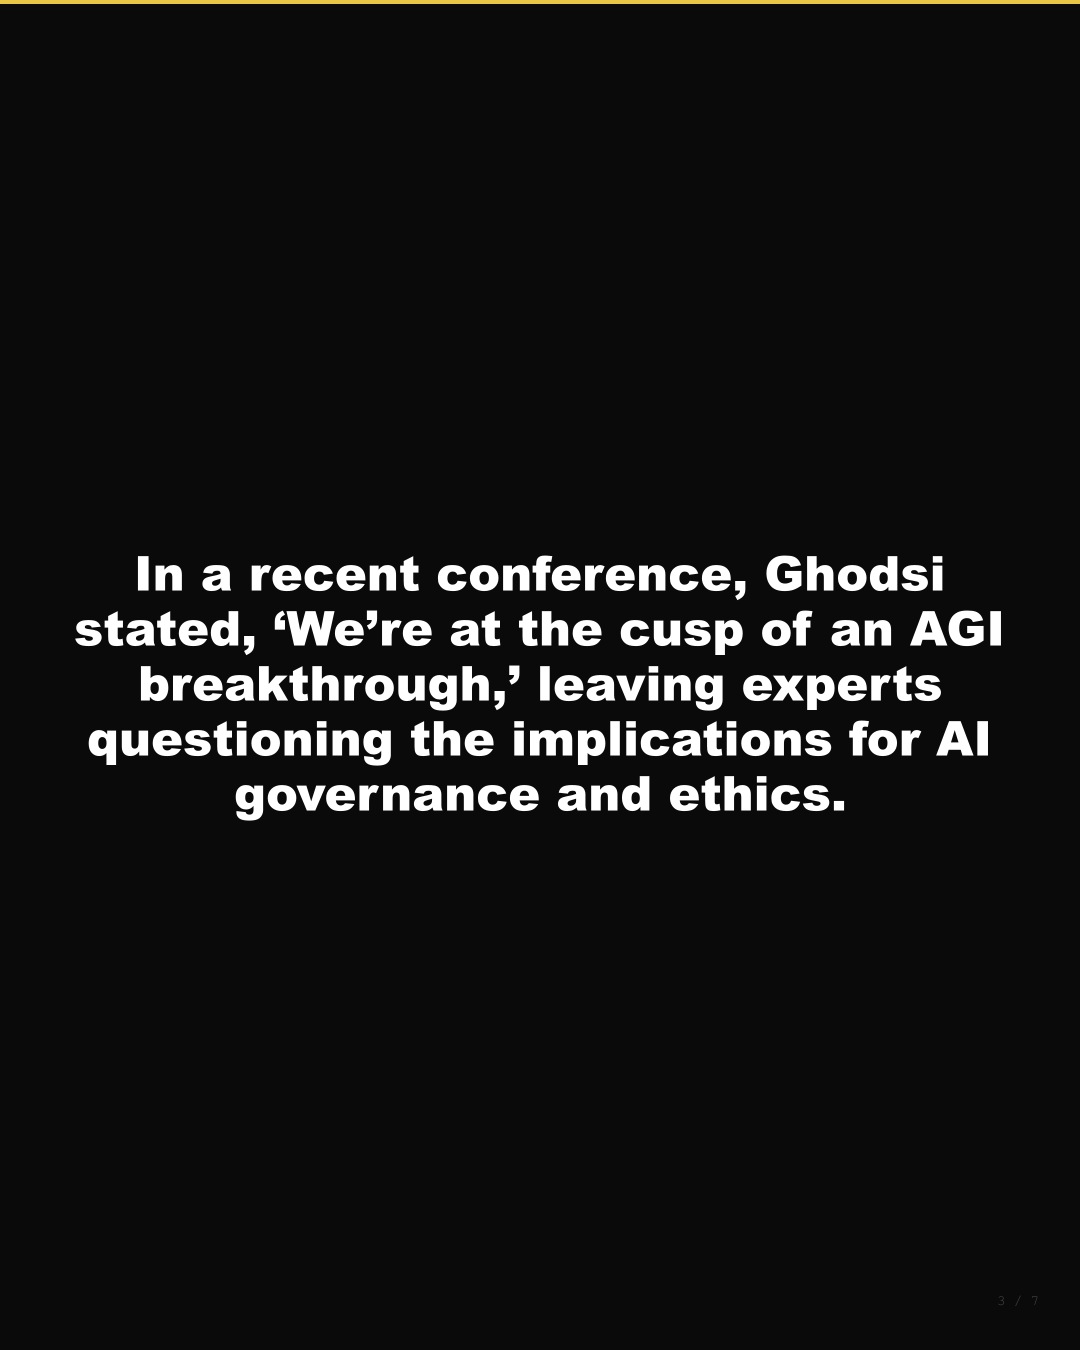 In a recent conference, Ghodsi
stated, ‘We’re at the cusp of an AGI
breakthrough,’ leaving experts
questioning the implications for AI
governance and ethics.
3 / 7